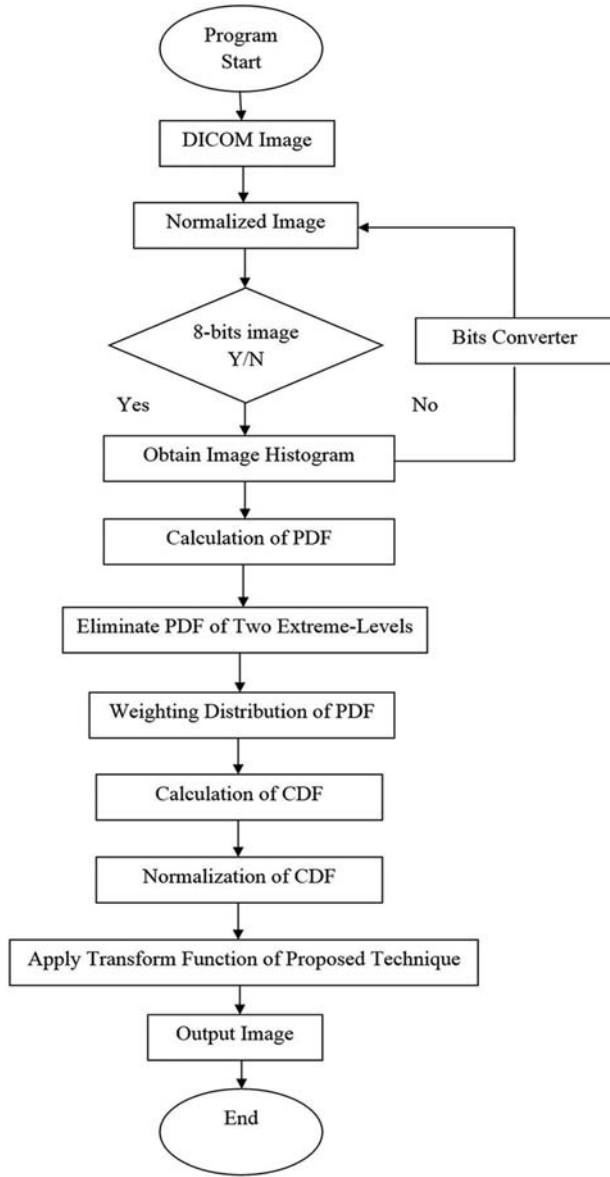 Program
Start
DICOM Image
Normalized Image
8-bits image
Y/N
Bits Converter
Yes
No
Obtain Image Histogram
Calculation of PDF
Eliminate PDF of Two Extreme-Levels
Weighting Distribution of PDF
Calculation of CDF
Normalization of CDF
Apply Transform Function of Proposed Technique
Output Image
End